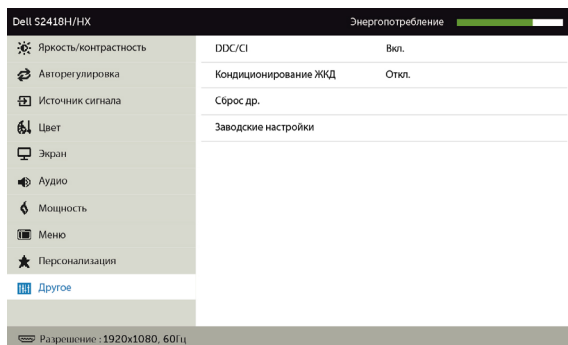 Dell S2418H/HX
Энергопотребление
Яркость/контрастность
DDC/CI Вкл.
Авторегулировка
Кондиционирование ЖКД Откл.
Источник сигнала
Сброс др.
Цвет
Заводские настройки
Экран
Аудио
Мощность
Меню
Персонализация
Другое
Разрешение : 1920x1080, 60Гц